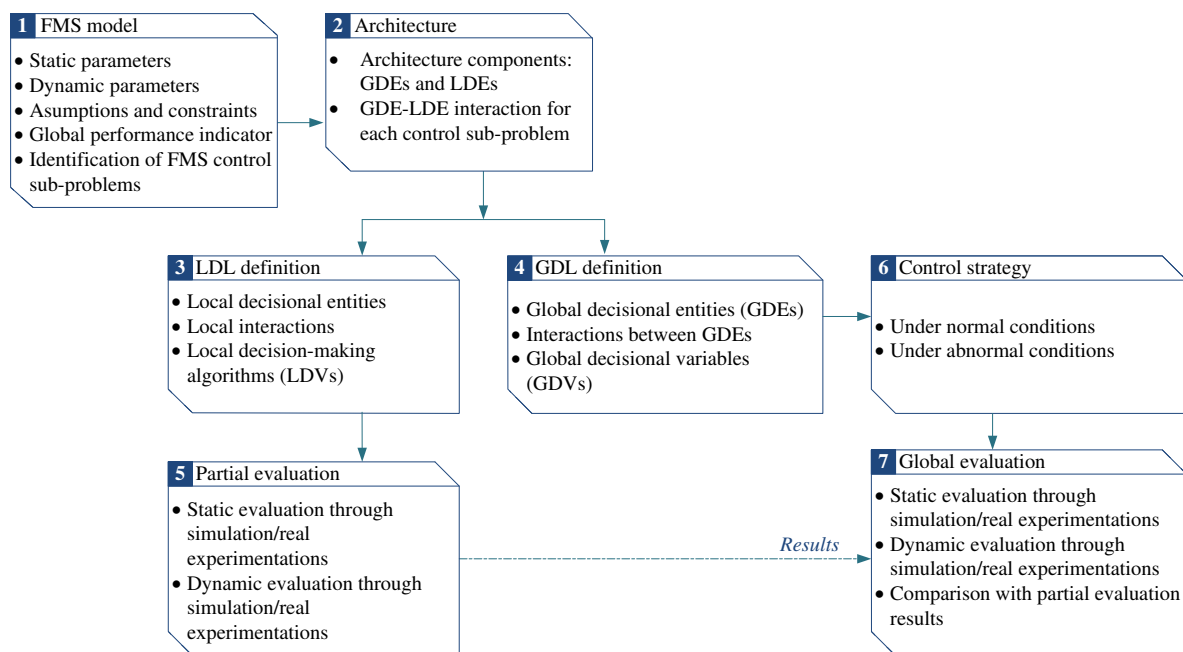 1 FMS model
• Static parameters
• Dynamic parameters
• Asumptions and constraints
• Global performance indicator
• Identification of FMS control
sub-problems
2 Architecture
• Architecture components:
GDEs and LDEs
• GDE-LDE interaction for
each control sub-problem
3 LDL definition
• Local decisional entities
• Local interactions
• Local decision-making
algorithms (LDVs)
4 GDL definition
• Global decisional entities (GDEs)
• Interactions between GDEs
• Global decisional variables
(GDVs)
6 Control strategy
• Under normal conditions
• Under abnormal conditions
5 Partial evaluation
• Static evaluation through
simulation/real
experimentations
• Dynamic evaluation through
simulation/real
experimentations
Results
7 Global evaluation
• Static evaluation through
simulation/real experimentations
• Dynamic evaluation through
simulation/real experimentations
• Comparison with partial evaluation
results